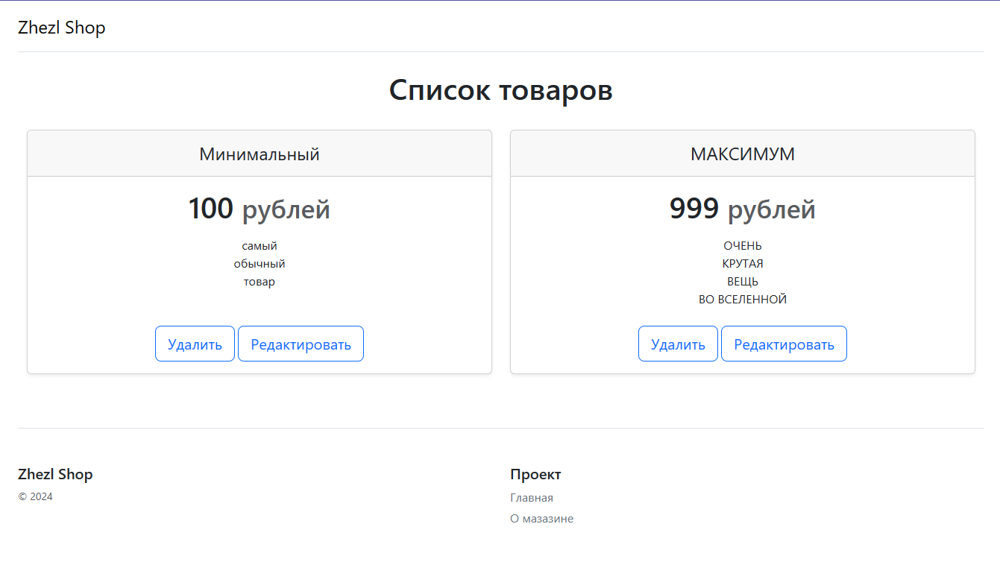 Zhezl Shop
Список товаров
Минимальный
100 рублей
самый
обычный
товар
Удалить Редактировать
МАКСИМУМ
999 рублей
ОЧЕНЬ
КРУТАЯ
ВЕЩЬ
ВО ВСЕЛЕННОЙ
Удалить Редактировать
Zhezl Shop
© 2024
Проект
Главная
О мазазине